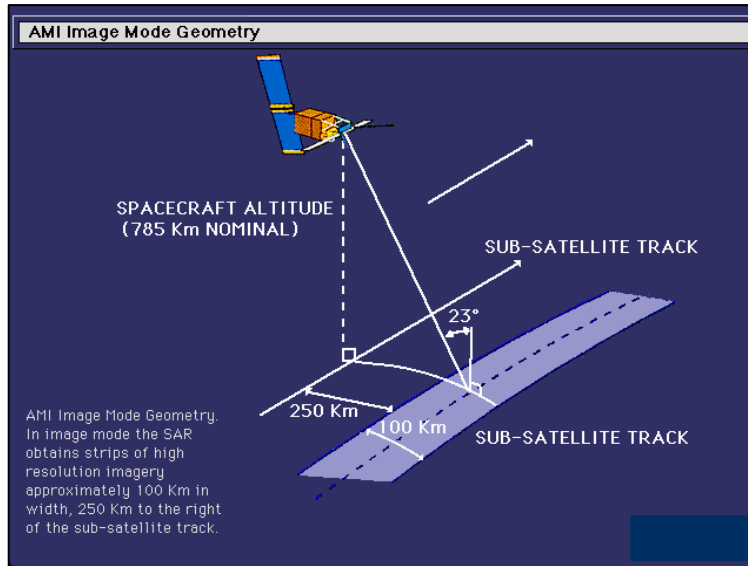 AMI Image Mode Geometry
SPACECRAFT ALTITUDE
(785 Km NOMINAL)
SUB-SATELLITE TRACK
23°
250 Km
100 Km
SUB-SATELLITE TRACK
AMI Image Mode Geometry.
In image mode the SAR
obtains strips of high
resolution imagery
approximately 100 Km in
width, 250 Km to the right
of the sub-satellite track.